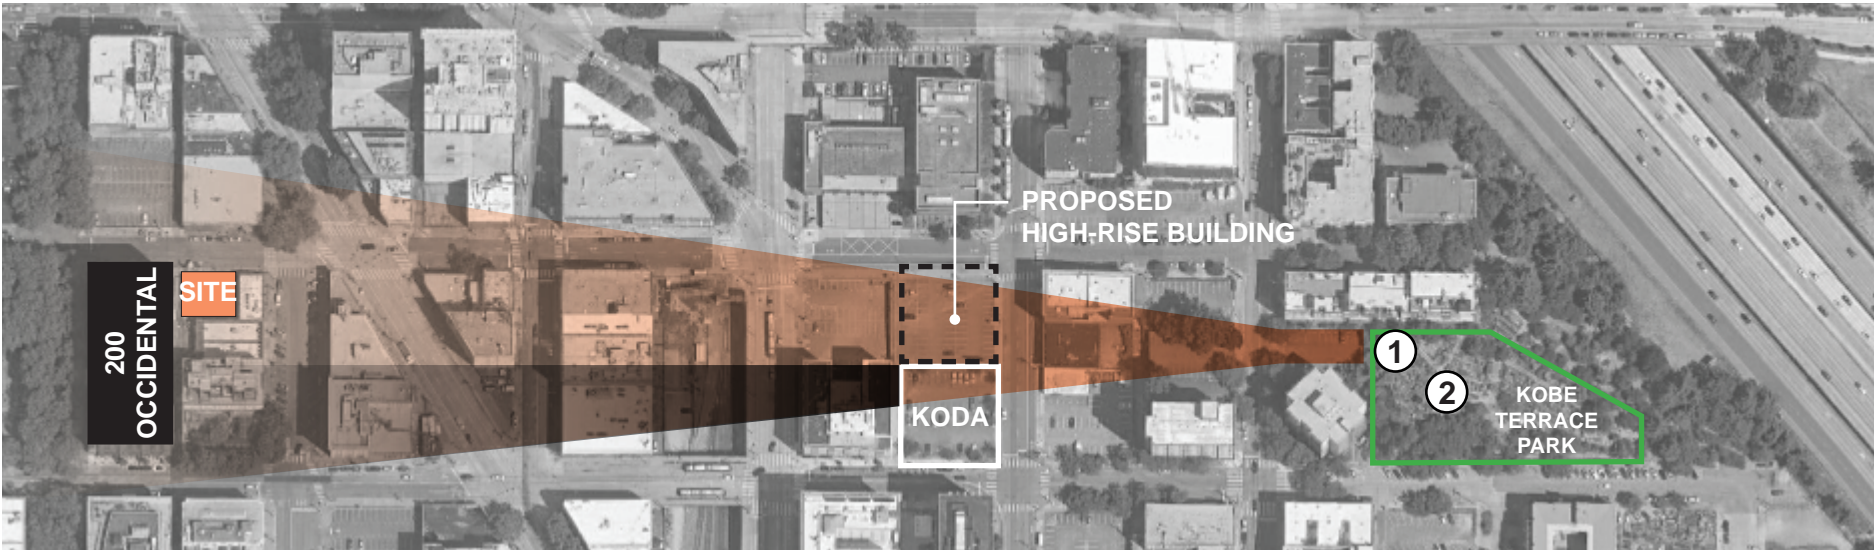 200
OCCIDENTAL
SITE
PROPOSED
HIGH-RISE BUILDING
KODA
1
2
KOBE
TERRACE
PARK